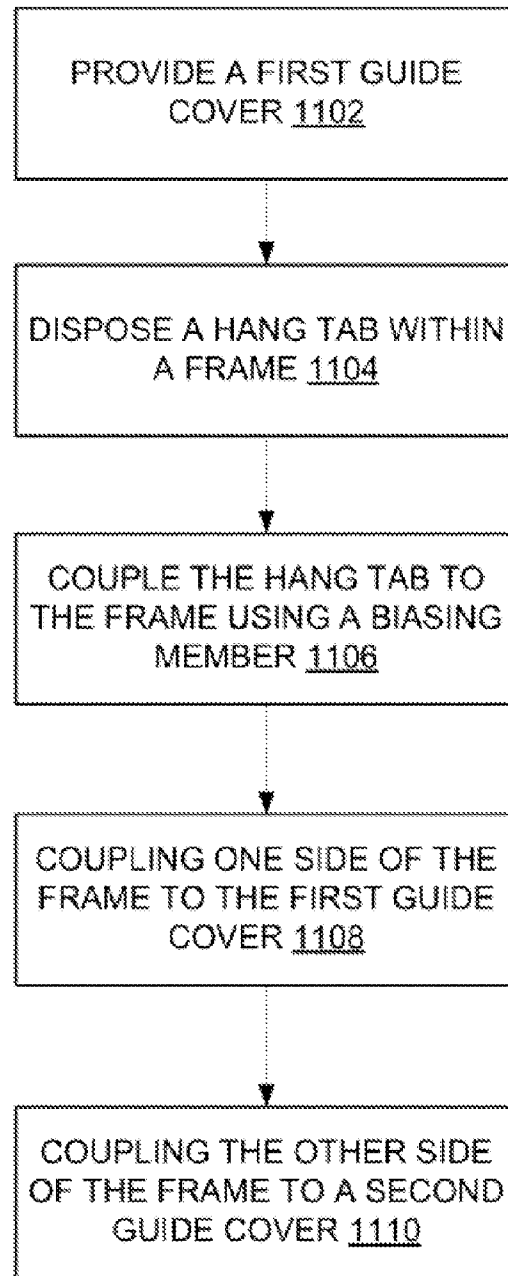 PROVIDE A FIRST GUIDE
COVER 1102
DISPOSE A HANG TAB WITHIN
A FRAME 1104
COUPLE THE HANG TAB TO
THE FRAME USING A BIASING
MEMBER 1106
COUPLING ONE SIDE OF THE
FRAME TO THE FIRST GUIDE
COVER 1108
COUPLING THE OTHER SIDE
OF THE FRAME TO A SECOND
GUIDE COVER 1110